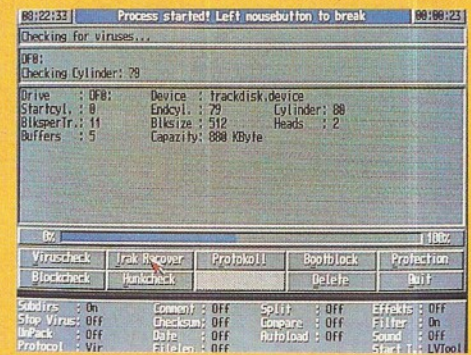 08:22:33 Process started! Left nousebutton to break 00:00:23
Checking for viruses...
DF0:
Checking Cylinder: 79
Drive : DF0: Device : trackdisk.device
Startcyl. : 0 Endcyl. : 79 Cylinder: 80
BlksperTr.: 11 Blksize : 512 Heads : 2
Buffers : 5 Capazity: 880 KByte
0% 100%
Viruscheck Trak Recover Protokoll Bootblock Protection
Blockcheck Hunkcheck Delete Quit
Subdirs : On Comment : Off Split : Off Effekts : Off
Stop Virus: Off Checksum: Off Compare : Off Filter : On
UnPack : Off Date : Off Autoload : Off Sound : Off
Protocol : Vir Filelen : Off Start T.: LVTool